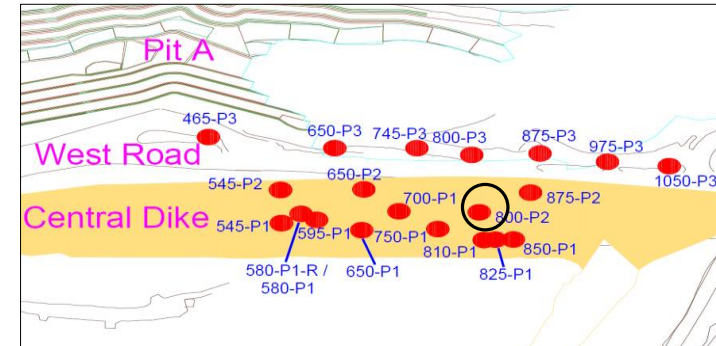 Pit A
465-P3
650-P3
745-P3
800-P3
875-P3
975-P3
1050-P3
West Road
545-P2
650-P2
700-P1
800-P2
875-P2
Central Dike
545-P1
595-P1
750-P1
810-P1
850-P1
580-P1-R /
580-P1
650-P1
825-P1